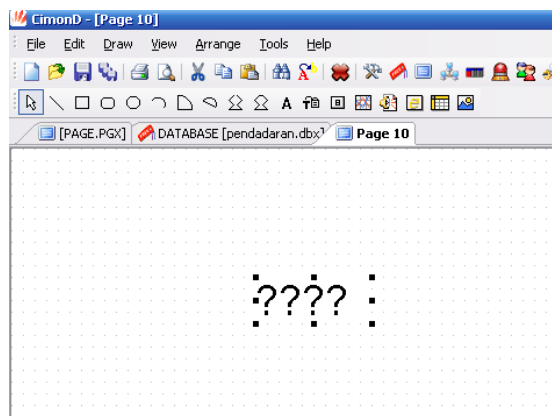 CimonD - [Page 10]
File Edit Draw View Arrange Tools Help
A
[PAGE.PGX] DATABASE [pendadaran.dbx] Page 10
????